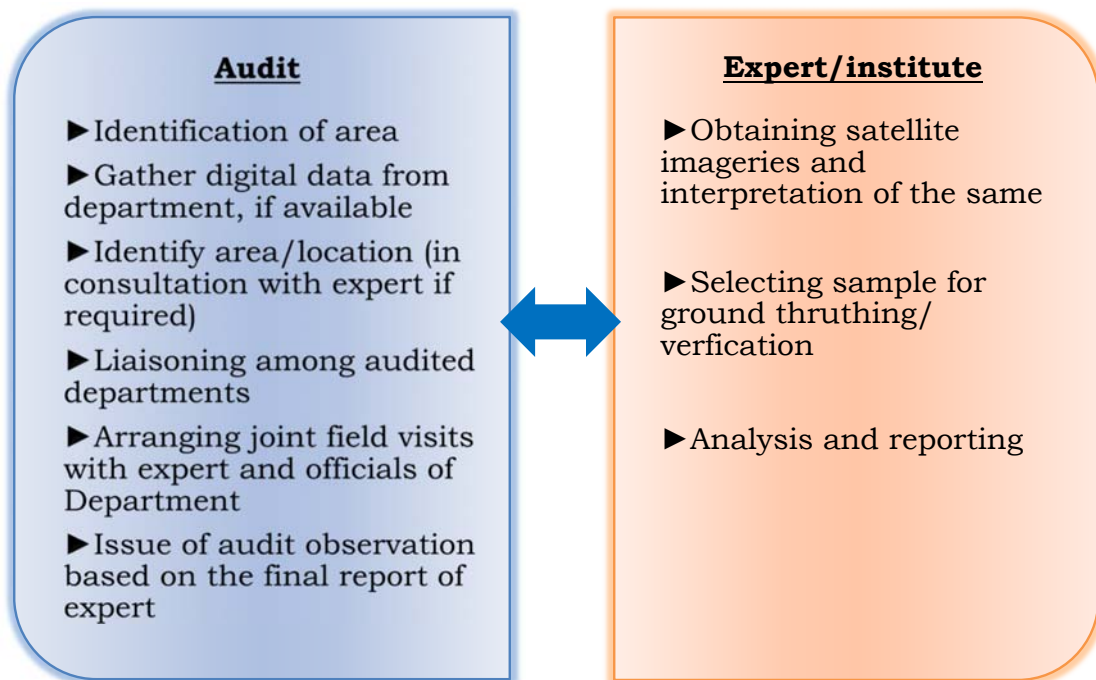 Audit
►Identification of area
►Gather digital data from
department, if available
►Identify area/location (in
consultation with expert if
required)
►Liaisoning among audited
departments
►Arranging joint field visits
with expert and officials of
Department
►Issue of audit observation
based on the final report of
expert
Expert/institute
►Obtaining satellite
imageries and
interpretation of the same
►Selecting sample for
ground thruthing/
verfication
►Analysis and reporting